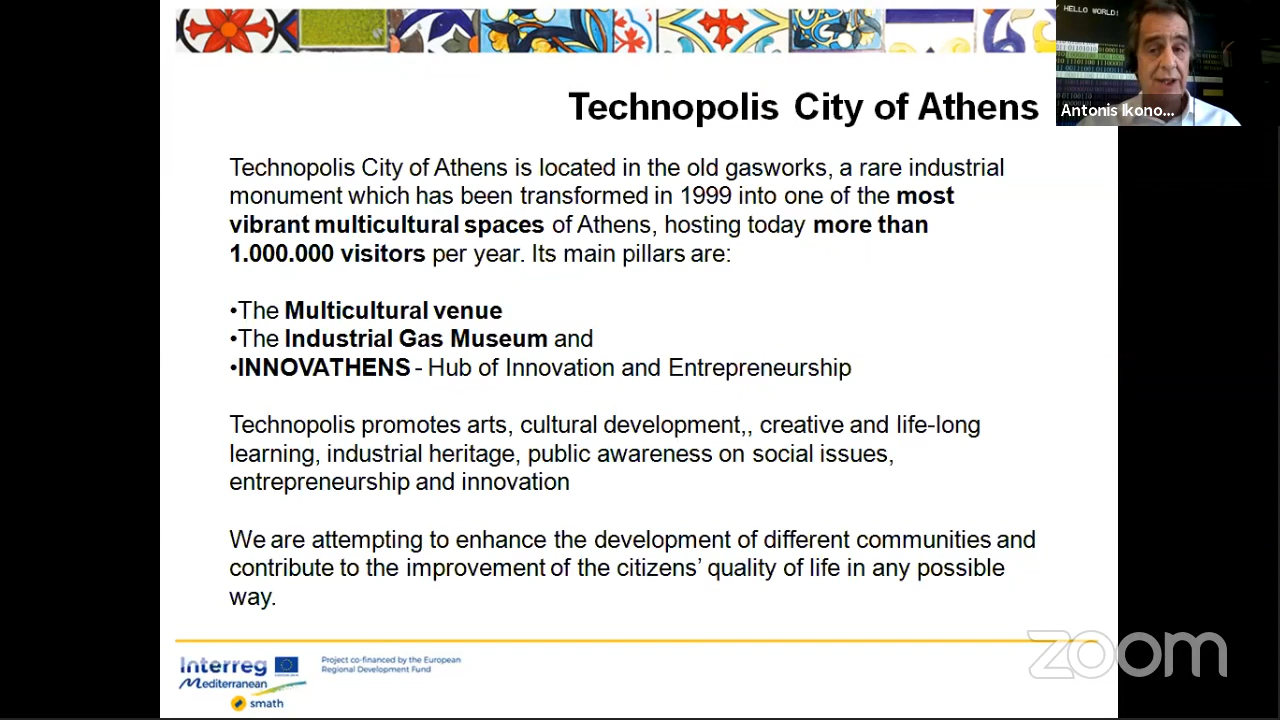 HELLO WORLD!
Antonis Ikono...
Technopolis City of Athens
Technopolis City of Athens is located in the old gasworks, a rare industrial
monument which has been transformed in 1999 into one of the most
vibrant multicultural spaces of Athens, hosting today more than
1.000.000 visitors per year. Its main pillars are:
•The Multicultural venue
•The Industrial Gas Museum and
•INNOVATHENS - Hub of Innovation and Entrepreneurship
Technopolis promotes arts, cultural development,, creative and life-long
learning, industrial heritage, public awareness on social issues,
entrepreneurship and innovation
We are attempting to enhance the development of different communities and
contribute to the improvement of the citizens’ quality of life in any possible
way.
Interreg
Mediterranean
smath
Project co-financed by the European
Regional Development Fund
zoom